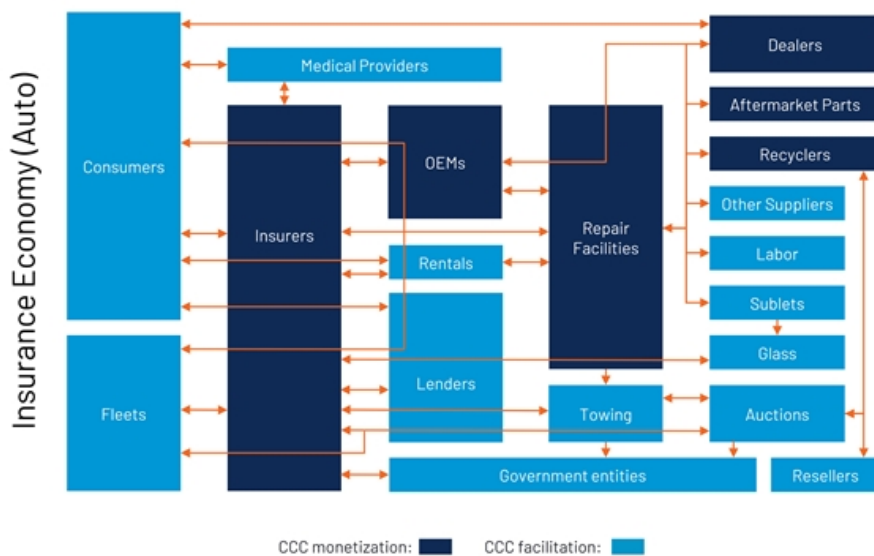 Insurance Economy (Auto)
Consumers
Medical Providers
Dealers
Aftermarket Parts
Recyclers
OEMs
Insurers
Repair
Facilities
Other Suppliers
Rentals
Labor
Sublets
Glass
Fleets
Lenders
Towing
Auctions
Government entities
Resellers
CCC monetization:
CCC facilitation: